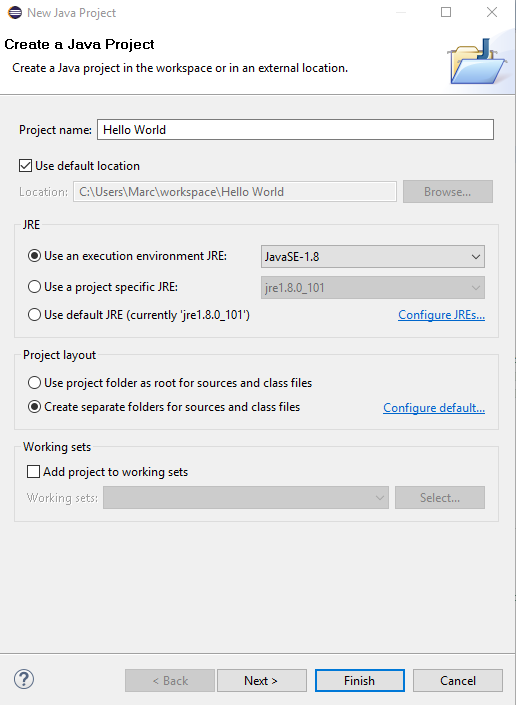 New Java Project
Create a Java Project
Create a Java project in the workspace or in an external location.
Project name: Hello World
Use default location
Location: C:\Users\Marc\workspace\Hello World Browse...
JRE
Use an execution environment JRE: JavaSE-1.8
Use a project specific JRE: jre1.8.0_101
Use default JRE (currently 'jre1.8.0_101') Configure JREs...
Project layout
Use project folder as root for sources and class files
Create separate folders for sources and class files Configure default...
Working sets
Add project to working sets
Working sets: Select...
? < Back Next > Finish Cancel